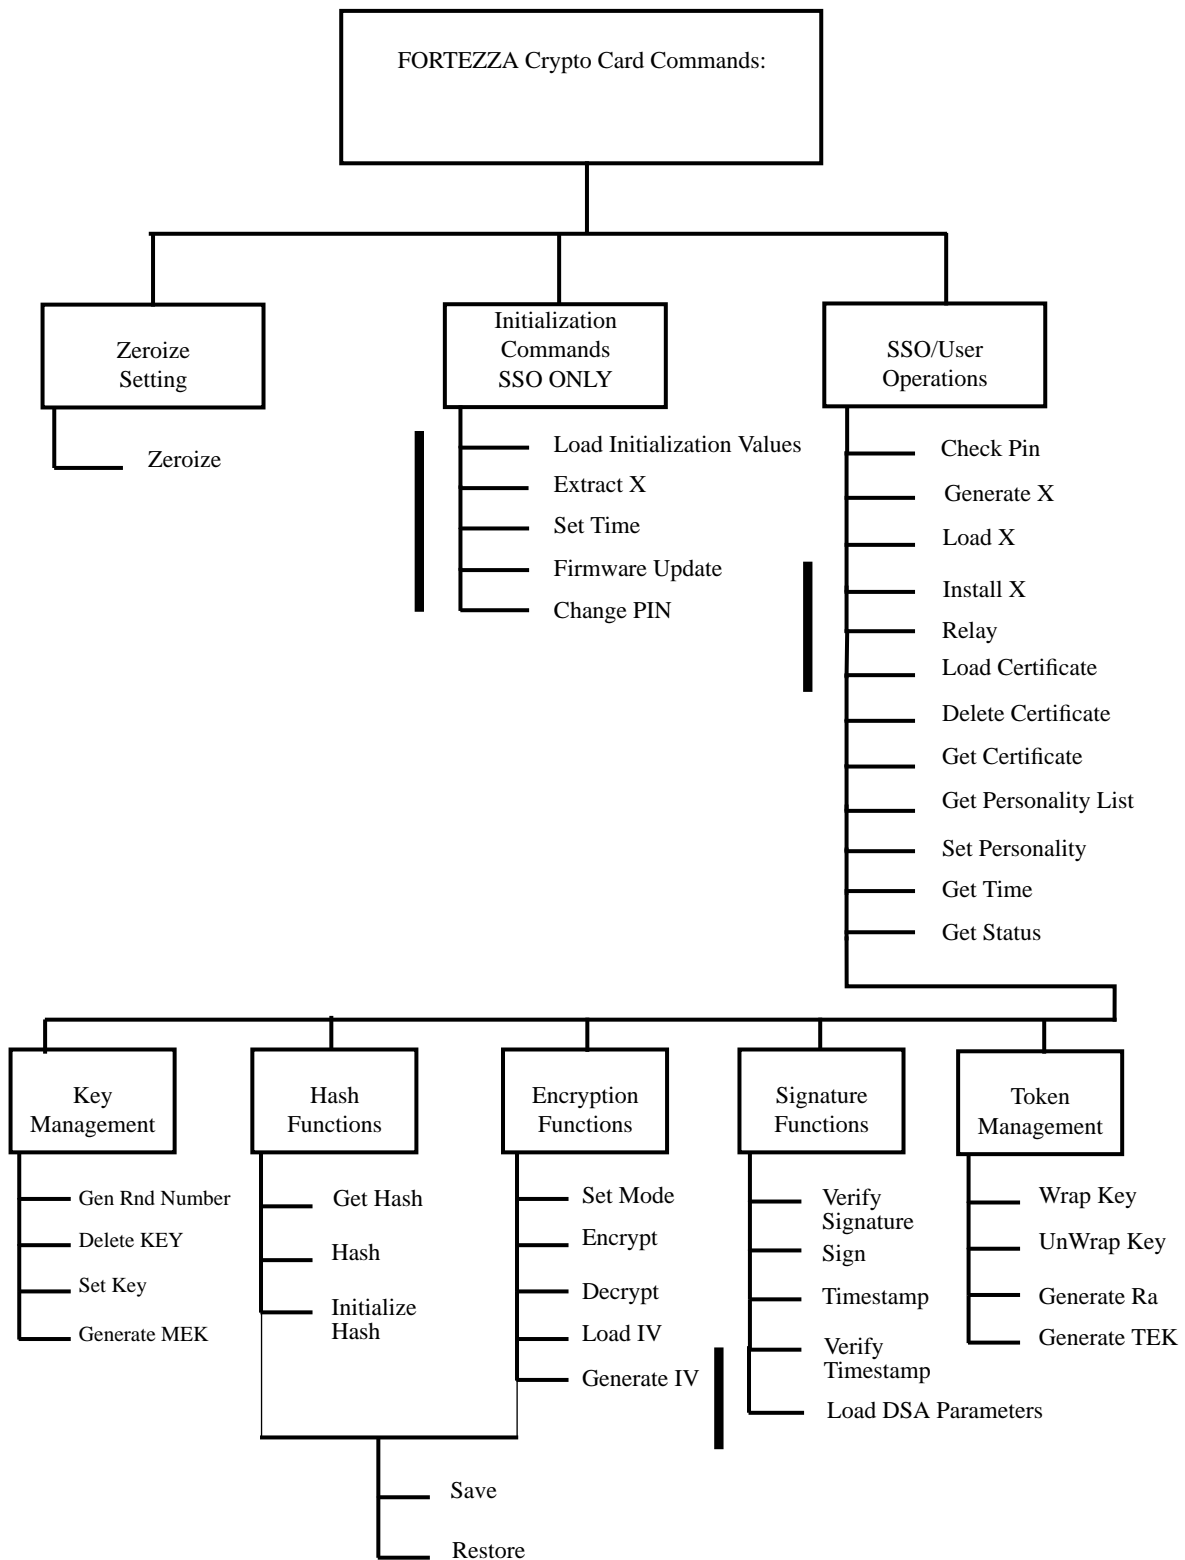 FORTEZZA Crypto Card Commands:
Zeroize
Setting
Zeroize
Initialization
Commands
SSO ONLY
Load Initialization Values
Extract X
Set Time
Firmware Update
Change PIN
SSO/User
Operations
Check Pin
Generate X
Load X
Install X
Relay
Load Certificate
Delete Certificate
Get Certificate
Get Personality List
Set Personality
Get Time
Get Status
Key
Management
Gen Rnd Number
Delete KEY
Set Key
Generate MEK
Hash
Functions
Get Hash
Hash
Initialize
Hash
Encryption
Functions
Set Mode
Encrypt
Decrypt
Load IV
Generate IV
Signature
Functions
Verify
Signature
Sign
Timestamp
Verify
Timestamp
Load DSA Parameters
Token
Management
Wrap Key
UnWrap Key
Generate Ra
Generate TEK
Save
Restore